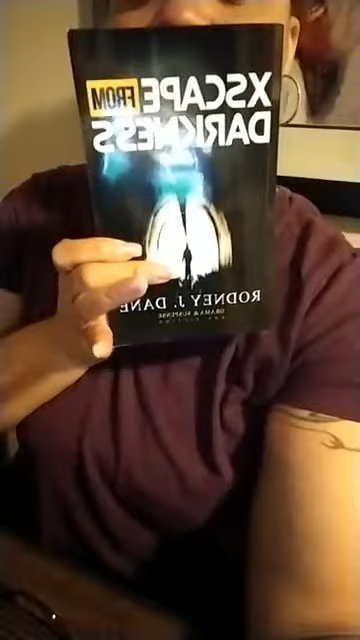 XSCAPE FROM
DARKNESS
RODNEY J. DANE
DRAMA & SUSPENSE